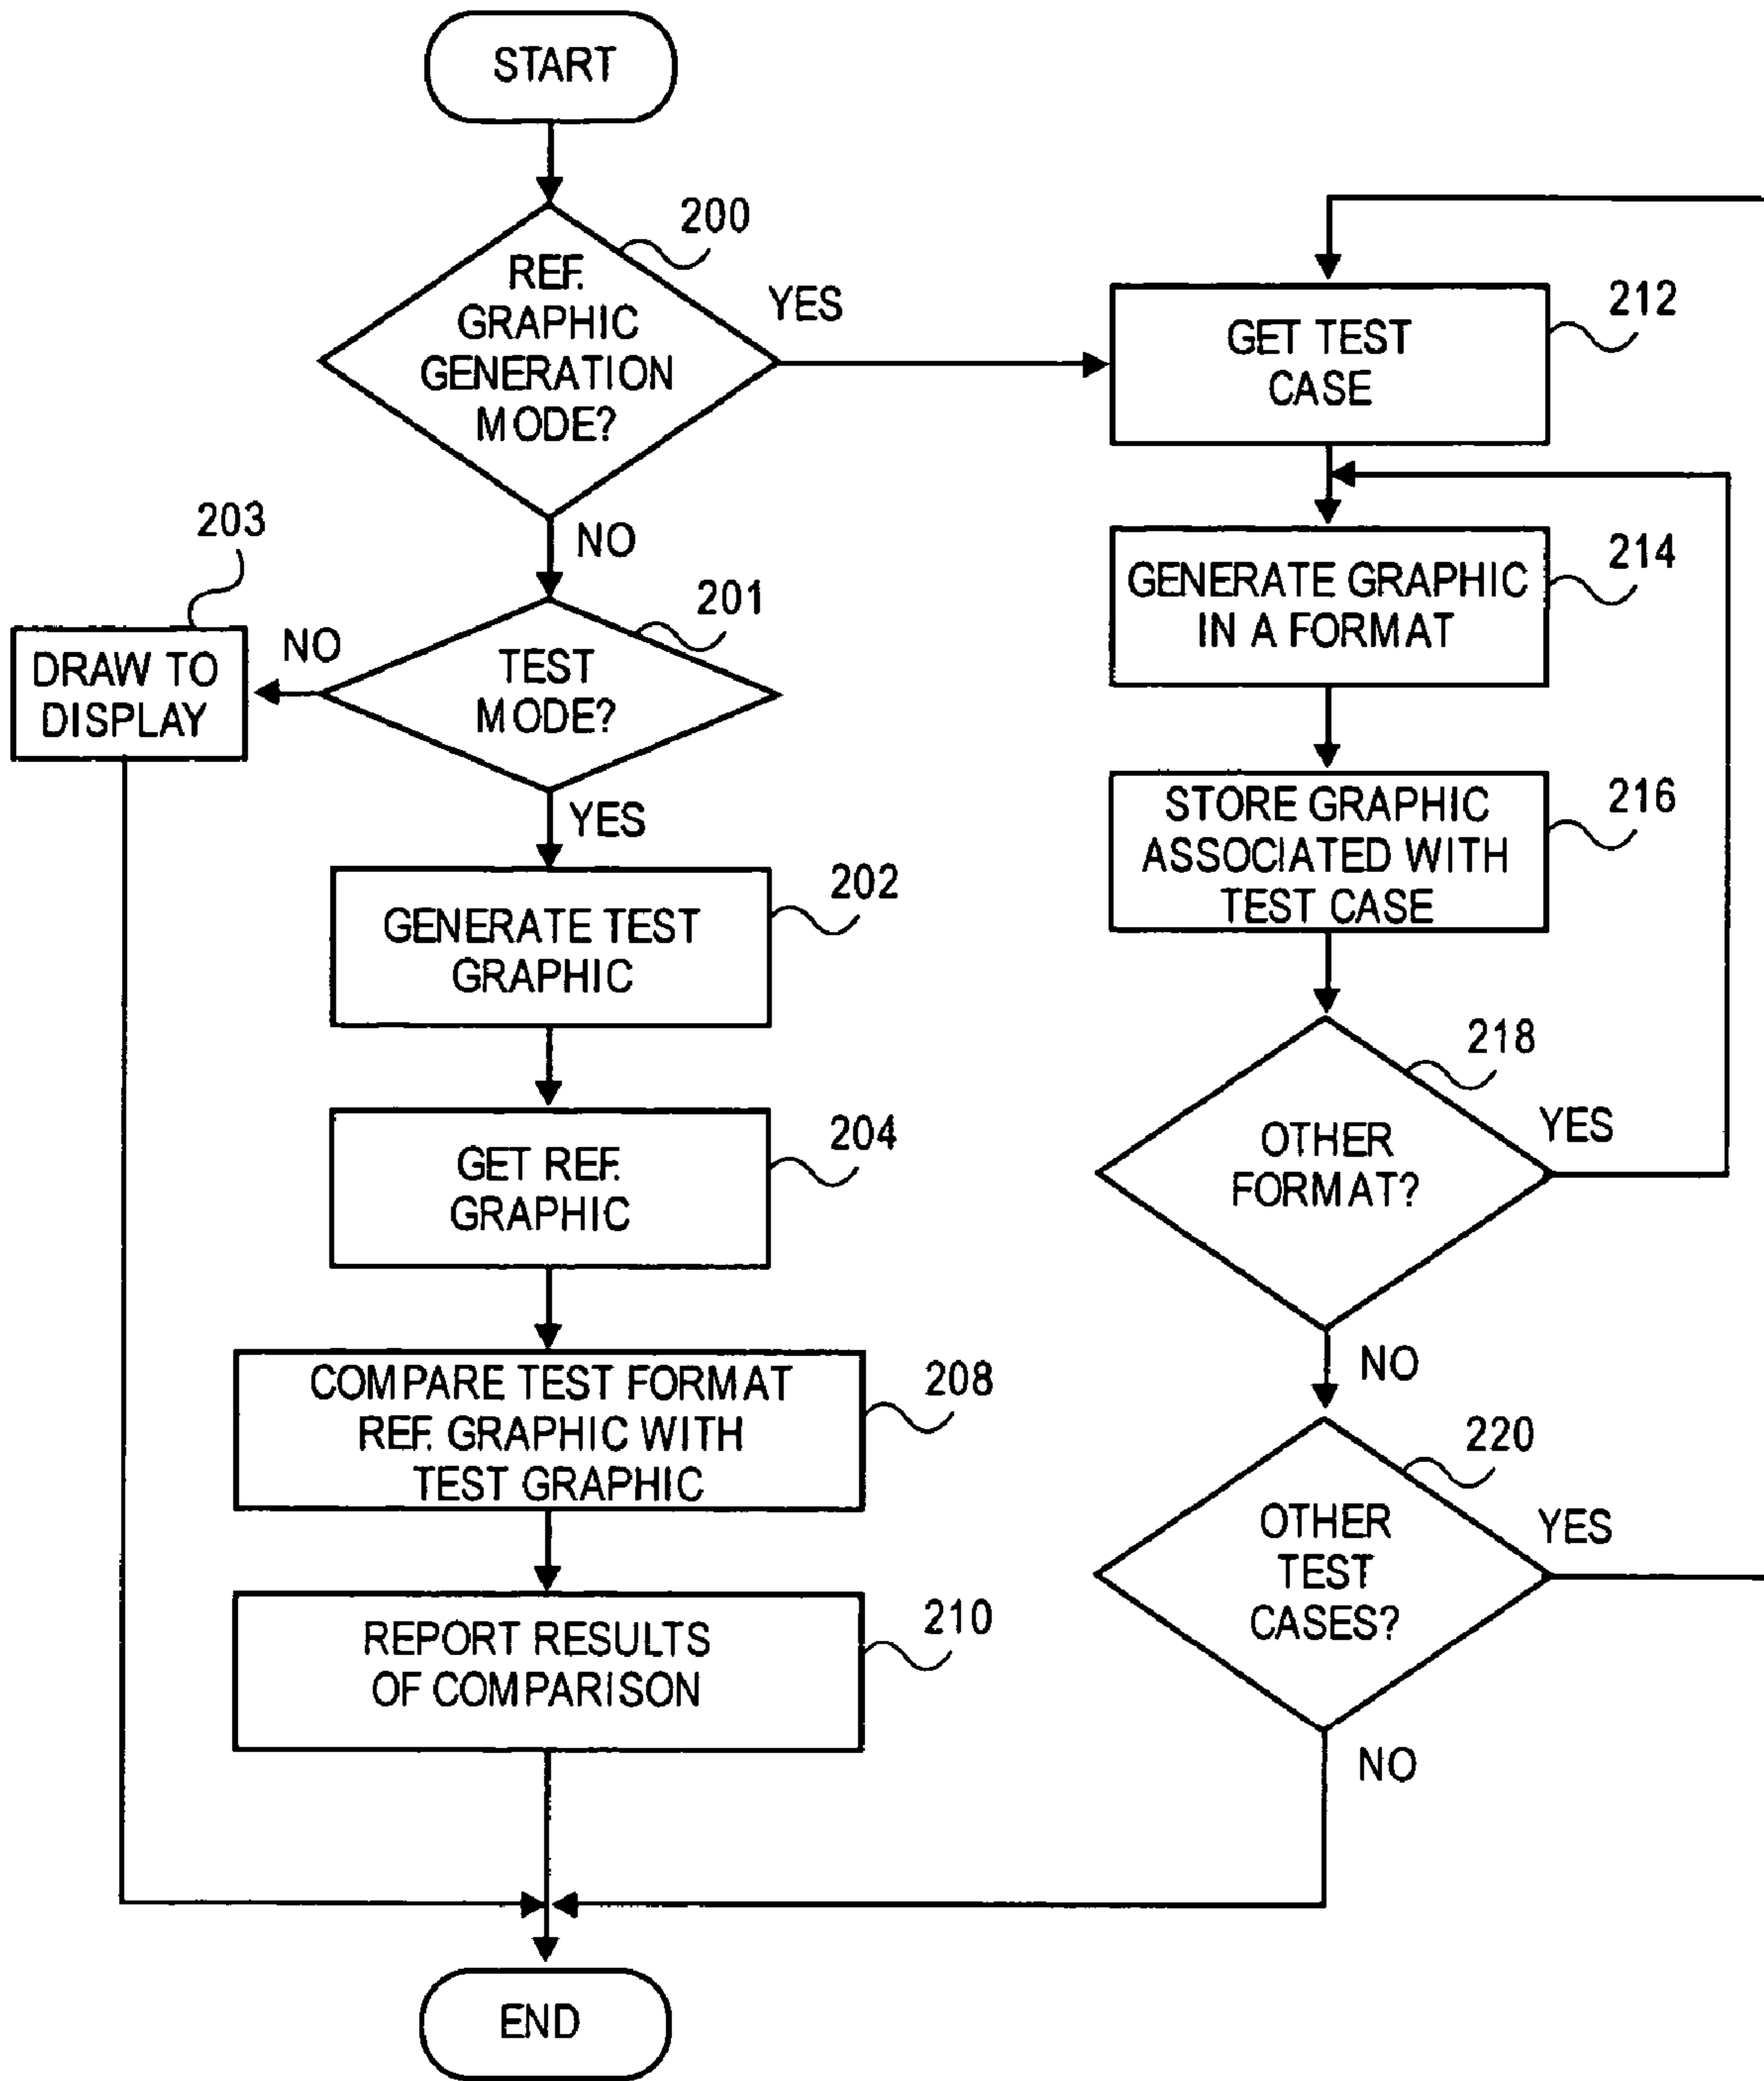 START
200
REF.
GRAPHIC
GENERATION
MODE?
YES
NO
201
TEST
MODE?
NO
203
DRAW TO
DISPLAY
YES
202
GENERATE TEST
GRAPHIC
204
GET REF.
GRAPHIC
208
COMPARE TEST FORMAT
REF. GRAPHIC WITH
TEST GRAPHIC
210
REPORT RESULTS
OF COMPARISON
212
GET TEST
CASE
214
GENERATE GRAPHIC
IN A FORMAT
216
STORE GRAPHIC
ASSOCIATED WITH
TEST CASE
218
OTHER
FORMAT?
YES
NO
220
OTHER
TEST
CASES?
YES
NO
END